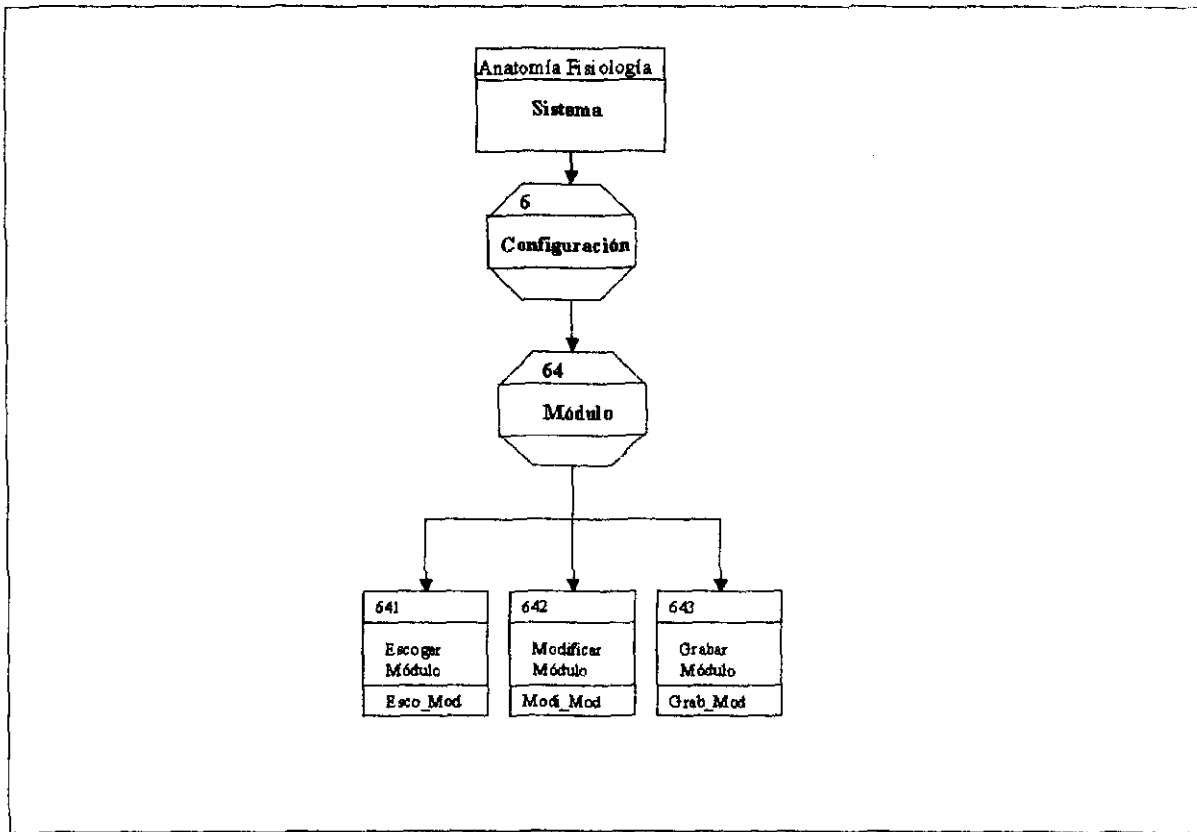 Anatomía Fisiología
Sistema
6
Configuración
64
Módulo
641
Escoger
Módulo
Esco_Mod
642
Modificar
Módulo
Modi_Mod
643
Grabar
Módulo
Grab_Mod